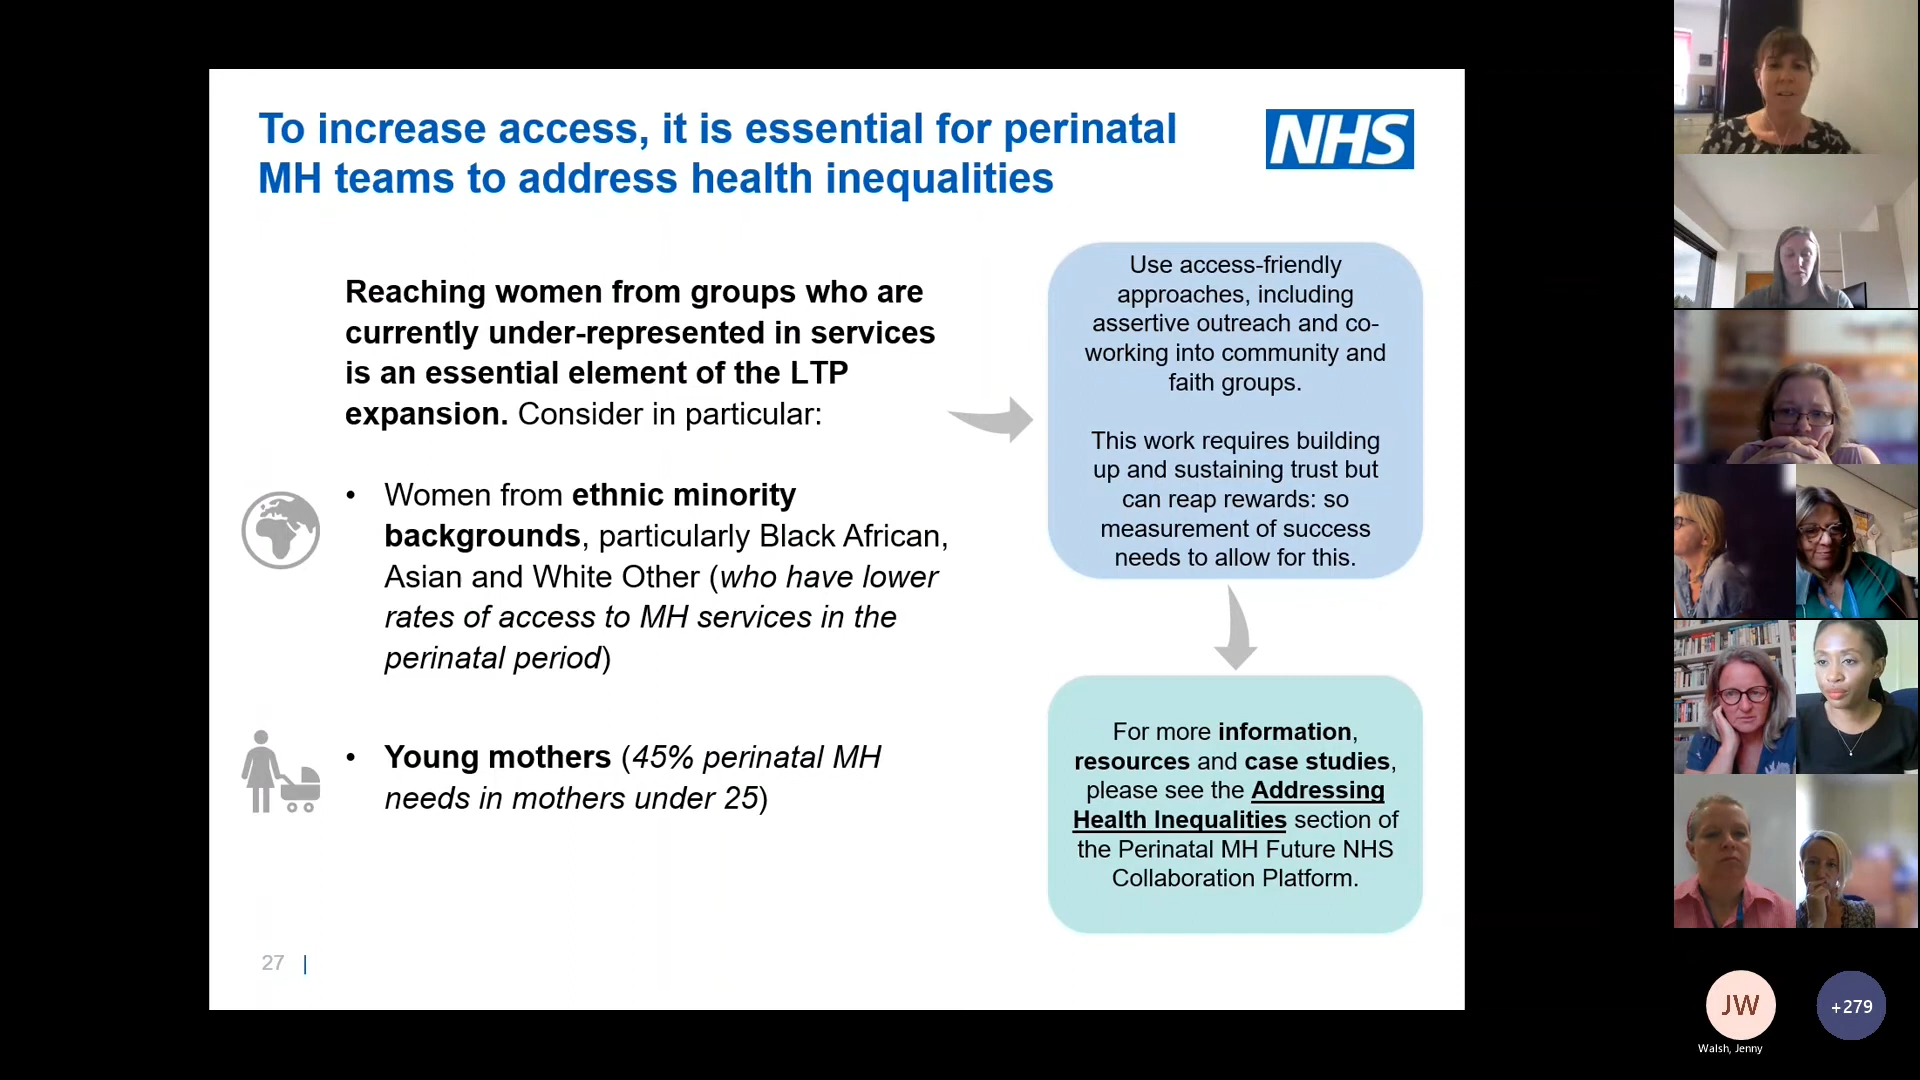 To increase access, it is essential for perinatal
MH teams to address health inequalities
NHS
Reaching women from groups who are
currently under-represented in services
is an essential element of the LTP
expansion. Consider in particular:
• Women from ethnic minority
backgrounds, particularly Black African,
Asian and White Other (who have lower
rates of access to MH services in the
perinatal period)
• Young mothers (45% perinatal MH
needs in mothers under 25)
Use access-friendly
approaches, including
assertive outreach and co-
working into community and
faith groups.
This work requires building
up and sustaining trust but
can reap rewards: so
measurement of success
needs to allow for this.
For more information,
resources and case studies,
please see the Addressing
Health Inequalities section of
the Perinatal MH Future NHS
Collaboration Platform.
27 |
JW
Walsh, Jenny
+279